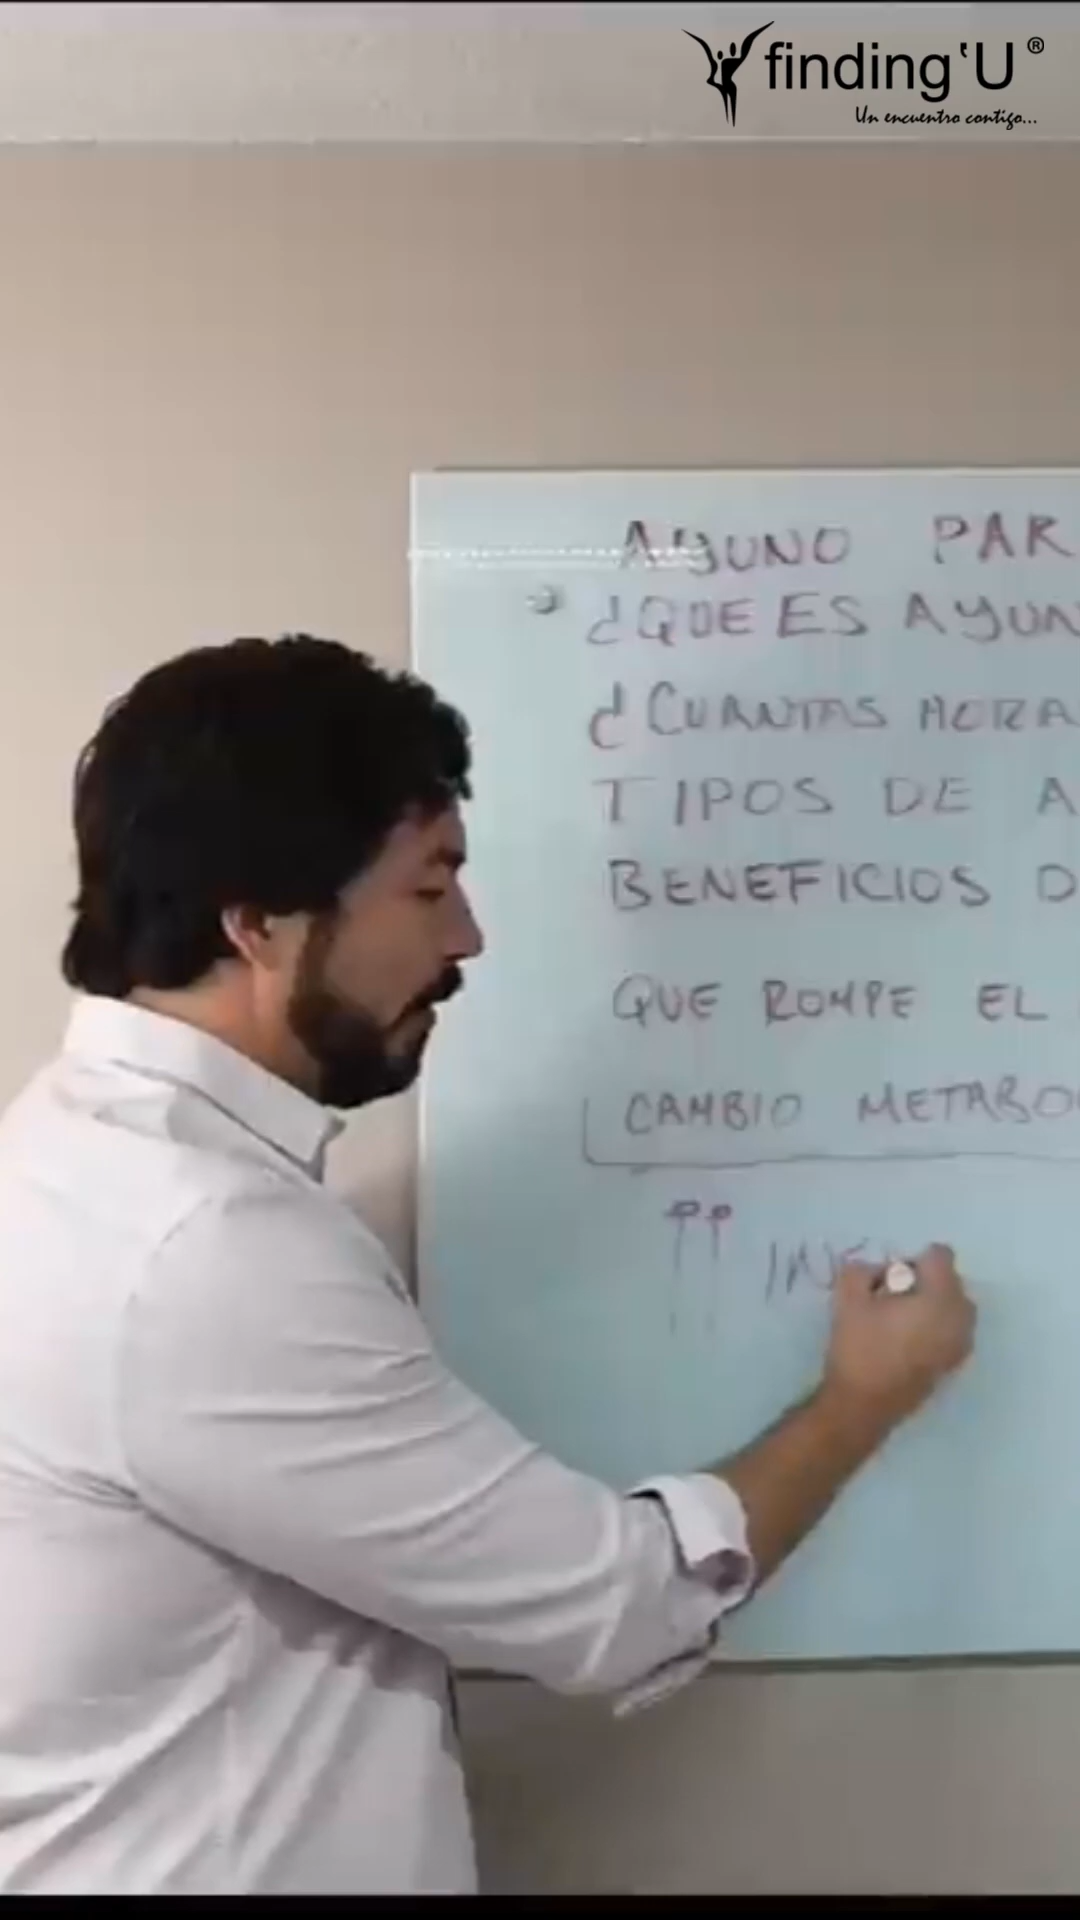 finding'U®
Un encuentro contigo...
AYUNO PAR
¿QUE ES AYUN
¿CUANTAS HORA
TIPOS DE A
BENEFICIOS D
QUE ROMPE EL
CAMBIO METABO